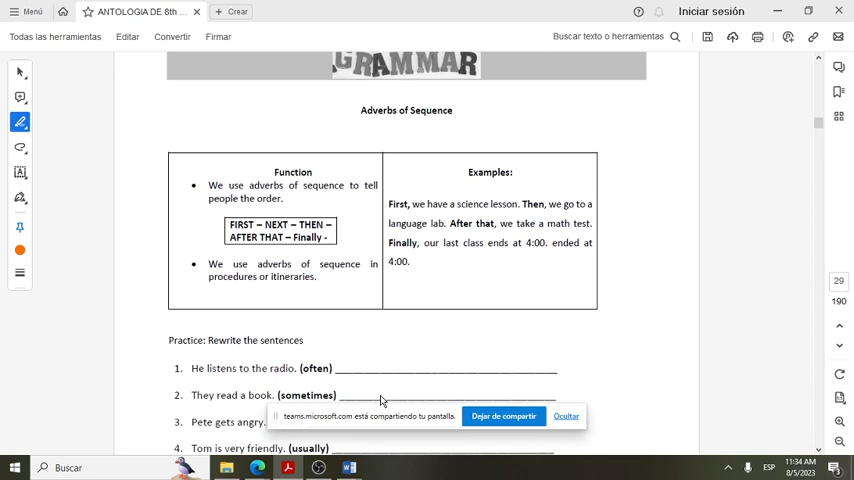 Menú
ANTOLOGIA DE 8th ...
+ Crear
Iniciar sesión
Todas las herramientas
Editar
Convertir
Firmar
Buscar texto o herramientas
GRAMMAR
Adverbs of Sequence
Function
• We use adverbs of sequence to tell
people the order.
FIRST – NEXT – THEN –
AFTER THAT – Finally -
• We use adverbs of sequence in
procedures or itineraries.
Examples:
First, we have a science lesson. Then, we go to a
language lab. After that, we take a math test.
Finally, our last class ends at 4:00. ended at
4:00.
29
190
Practice: Rewrite the sentences
1. He listens to the radio. (often)
2. They read a book. (sometimes)
teams.microsoft.com está compartiendo tu pantalla.
Dejar de compartir
Ocultar
3. Pete gets angry.
4. Tom is very friendly. (usually)
Buscar
ESP
11:34 AM
8/5/2023
3